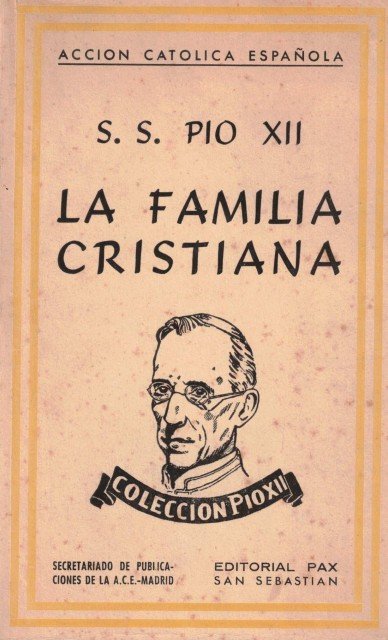 ACCION CATOLICA ESPAÑOLA
S. S. PIO XII
LA FAMILIA
CRISTIANA
COLECCION PIO XII
SECRETARIADO DE PUBLICA-
CIONES DE LA A.C.E.-MADRID
EDITORIAL PAX
SAN SEBASTIAN